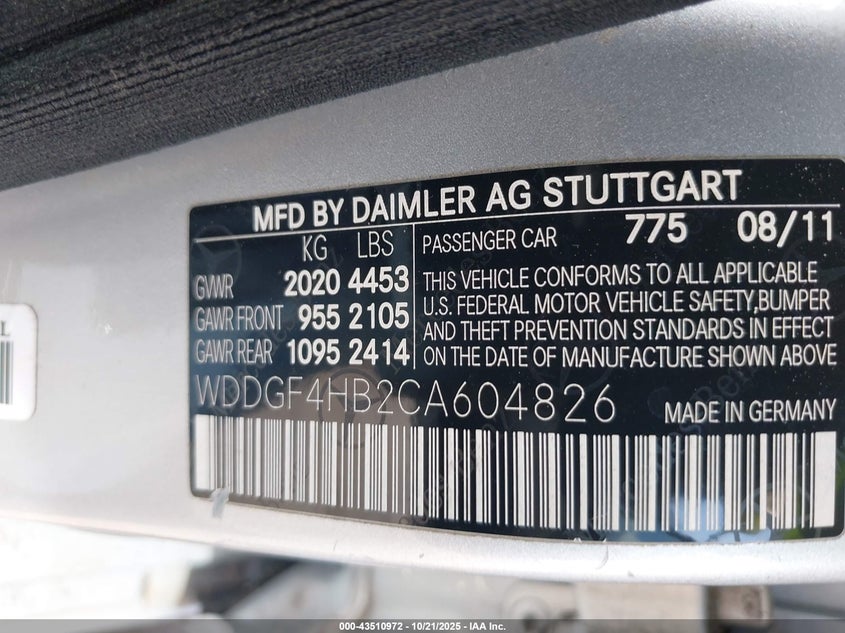 MFD BY DAIMLER AG STUTTGART
KG LBS
GVWR 2020 4453
GAWR FRONT 955 2105
GAWR REAR 1095 2414
PASSENGER CAR 775 08/11
THIS VEHICLE CONFORMS TO ALL APPLICABLE
U.S. FEDERAL MOTOR VEHICLE SAFETY,BUMPER
AND THEFT PREVENTION STANDARDS IN EFFECT
ON THE DATE OF MANUFACTURE SHOWN ABOVE
WDDGF4HB2CA604826 MADE IN GERMANY
L
000-43510972 - 10/21/2025 - IAA Inc.